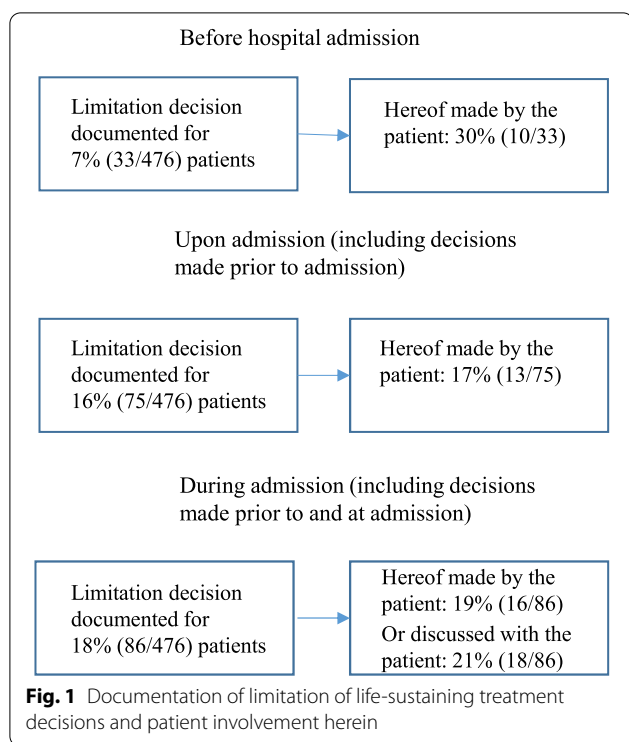 Before hospital admission
Limitation decision
documented for
7% (33/476) patients
Hereof made by the
patient: 30% (10/33)
Upon admission (including decisions
made prior to admission)
Limitation decision
documented for
16% (75/476) patients
Hereof made by the
patient: 17% (13/75)
During admission (including decisions
made prior to and at admission)
Limitation decision
documented for
18% (86/476) patients
Hereof made by the
patient: 19% (16/86)
Or discussed with the
patient: 21% (18/86)
Fig. 1 Documentation of limitation of life-sustaining treatment
decisions and patient involvement herein